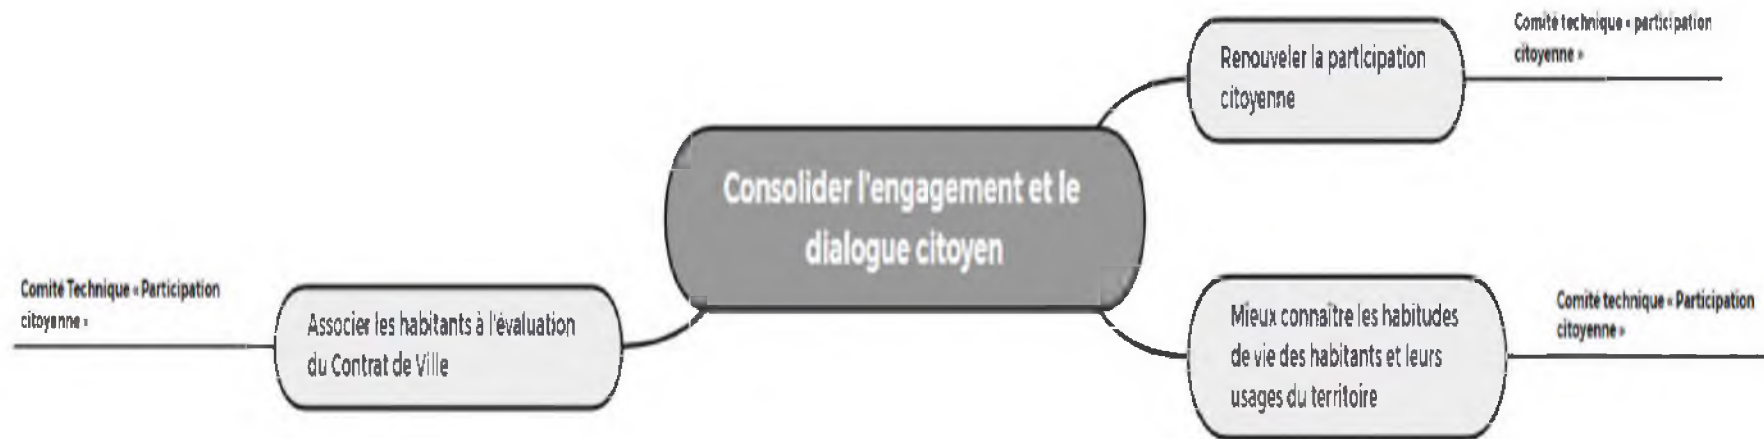 Comité technique « participation
citoyenne »
Renouveler la participation
citoyenne
Consolider l'engagement et le
dialogue citoyen
Comité Technique « Participation
citoyenne »
Associer les habitants à l'évaluation
du Contrat de Ville
Mieux connaître les habitudes
de vie des habitants et leurs
usages du territoire
Comité technique « Participation
citoyenne »